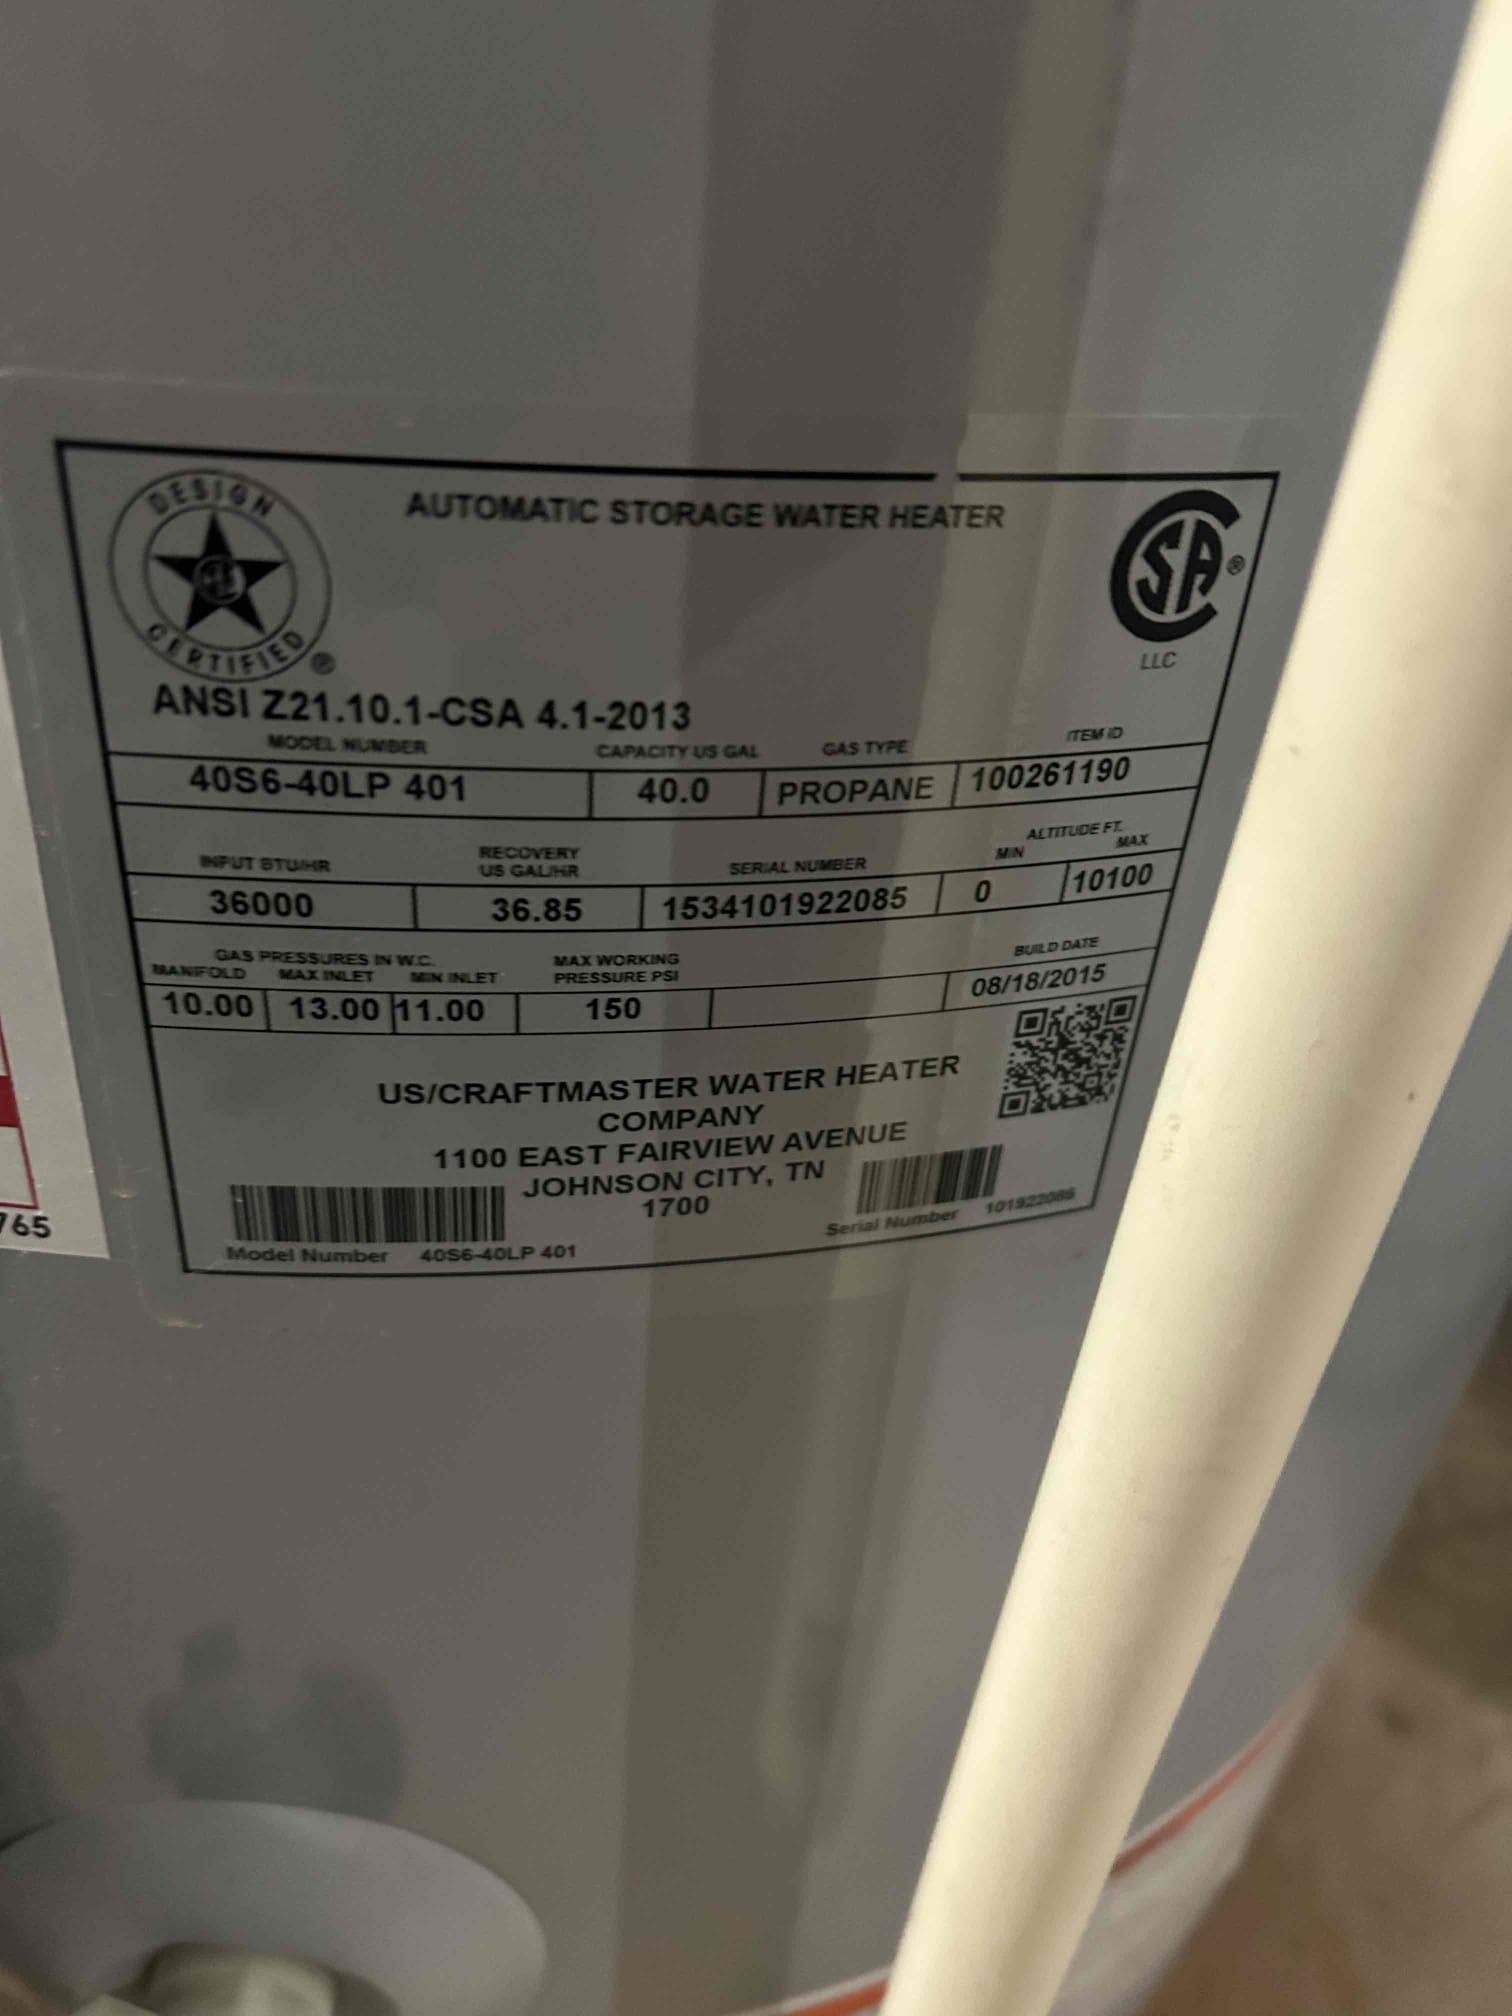 DESIGN
CERTIFIED ®
AUTOMATIC STORAGE WATER HEATER
CSA ®
LLC
ANSI Z21.10.1-CSA 4.1-2013
MODEL NUMBER CAPACITY US GAL GAS TYPE ITEM ID
40S6-40LP 401 40.0 PROPANE 100261190
INPUT BTU/HR RECOVERY US GAL/HR SERIAL NUMBER ALTITUDE FT. MIN MAX
36000 36.85 1534101922085 0 10100
GAS PRESSURES IN W.C. MAX WORKING BUILD DATE
MANIFOLD MAX INLET MIN INLET PRESSURE PSI
10.00 13.00 11.00 150 08/18/2015
US/CRAFTMASTER WATER HEATER
COMPANY
1100 EAST FAIRVIEW AVENUE
JOHNSON CITY, TN
1700
Model Number 40S6-40LP 401
Serial Number 101922085
765